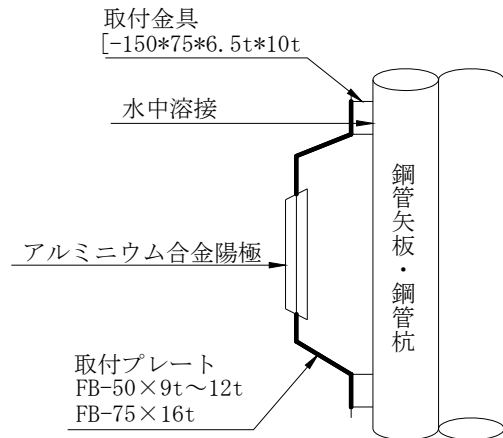 取付金具
[-150*75*6.5t*10t
水中溶接
鋼管矢板・鋼管杭
アルミニウム合金陽極
取付プレート
FB-50×9t～12t
FB-75×16t